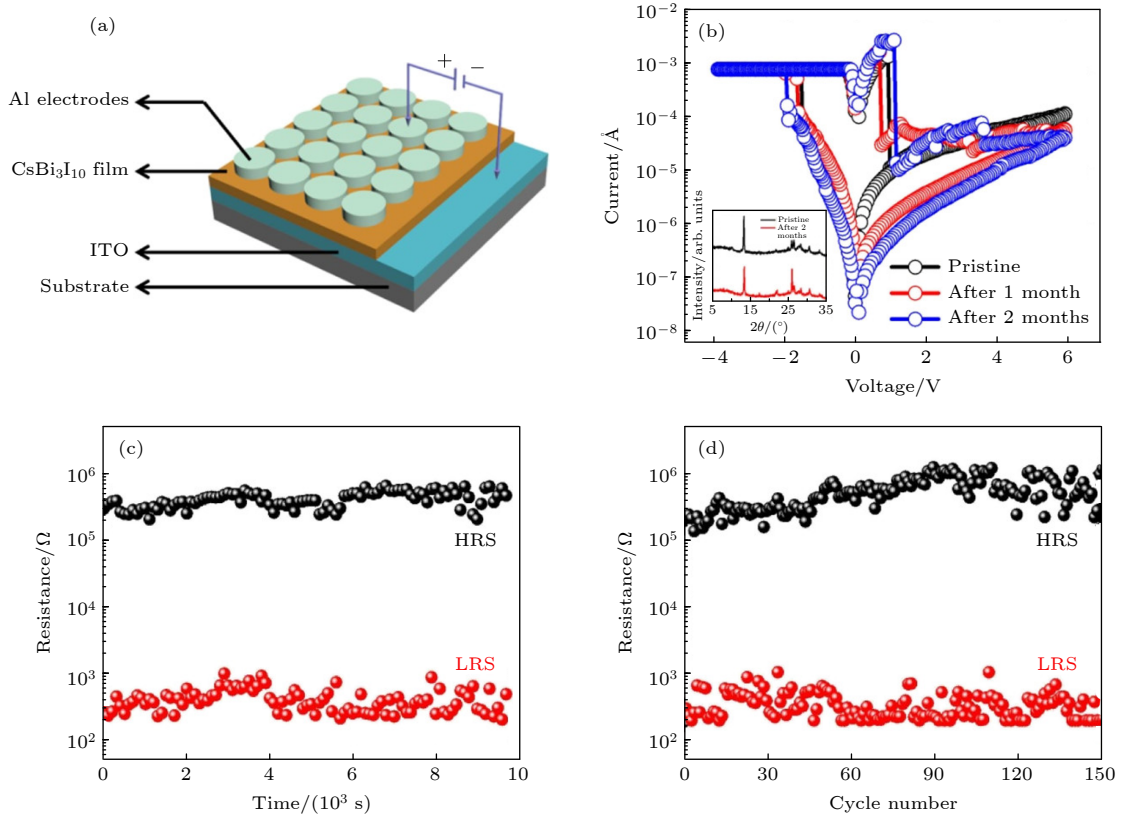 (a)
+ −
Al electrodes
CsBi₃I₁₀ film
ITO
Substrate
(b)
10⁻²
10⁻³
10⁻⁴
10⁻⁵
10⁻⁶
10⁻⁷
10⁻⁸
Current/Å
Intensity/arb. units
Pristine
After 2
months
5 15 25 35
2θ/(°)
Pristine
After 1 month
After 2 months
−4 −2 0 2 4 6
Voltage/V
(c)
10⁶
10⁵
10⁴
10³
10²
Resistance/Ω
HRS
LRS
0 2 4 6 8 10
Time/(10³ s)
(d)
10⁶
10⁵
10⁴
10³
10²
Resistance/Ω
HRS
LRS
0 30 60 90 120 150
Cycle number